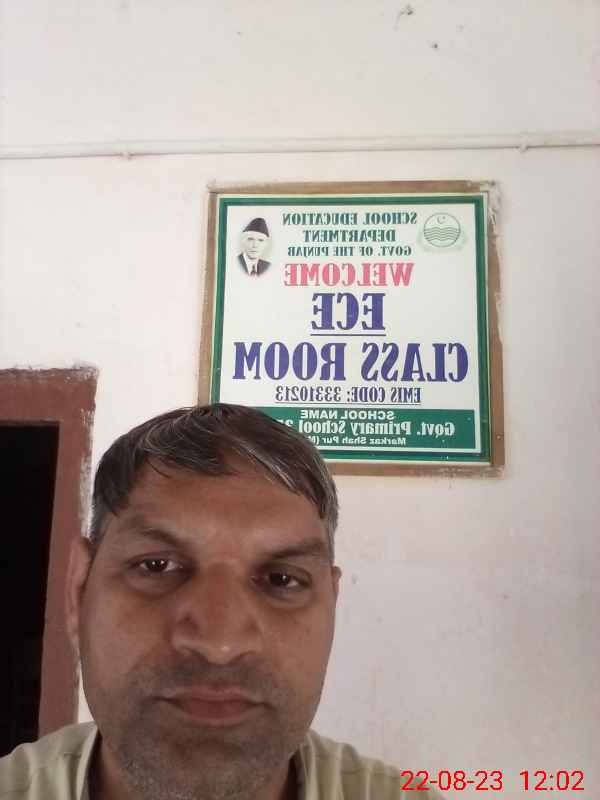 SCHOOL EDUCATION
DEPARTMENT
GOVT. OF THE PUNJAB
WELCOME
ECE
CLASS ROOM
EMIS CODE: 33310213
SCHOOL NAME
Govt. Primary School
Markaz Shah Pur
22-08-23 12:02